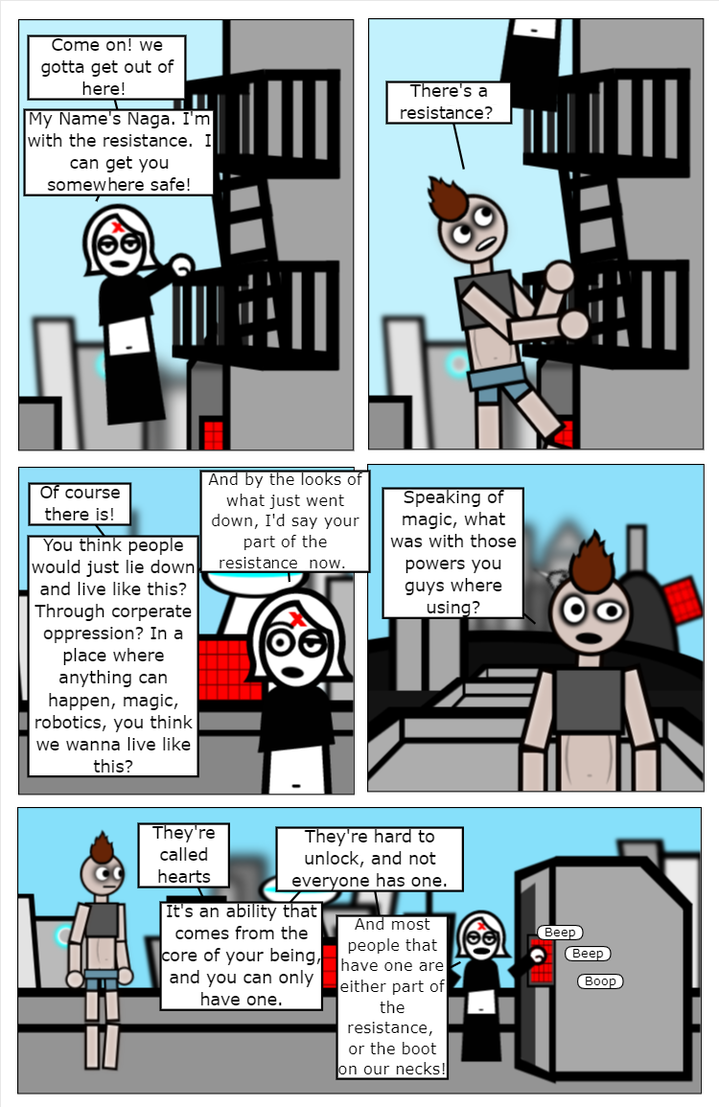 Come on! we
gotta get out of
here!
My Name's Naga. I'm
with the resistance. I
can get you
somewhere safe!
There's a
resistance?
Of course
there is!
You think people
would just lie down
and live like this?
Through corperate
oppression? In a
place where
anything can
happen, magic,
robotics, you think
we wanna live like
this?
And by the looks of
what just went
down, I'd say your
part of the
resistance now.
Speaking of
magic, what
was with those
powers you
guys where
using?
They're
called
hearts
It's an ability that
comes from the
core of your being,
and you can only
have one.
They're hard to
unlock, and not
everyone has one.
And most
people that
have one are
either part of
the
resistance,
or the boot
on our necks!
Beep
Beep
Boop